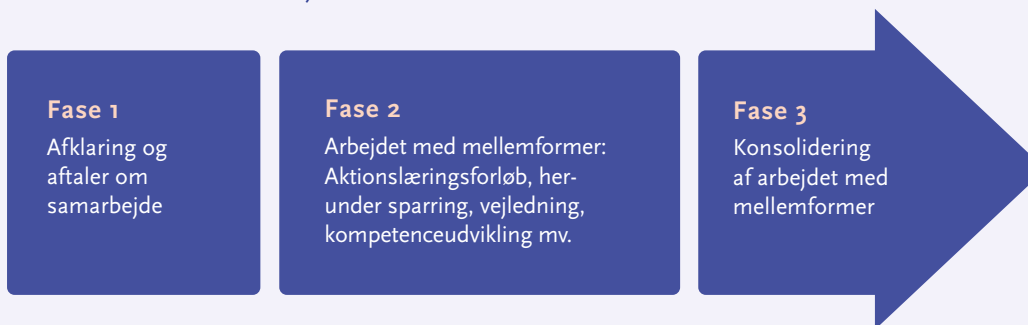 Fase 1
Afklaring og
aftaler om
samarbejde
Fase 2
Arbejdet med mellemformer:
Aktionslæringsforløb, her-
under sparring, vejledning,
kompetenceudvikling mv.
Fase 3
Konsolidering
af arbejdet med
mellemformer